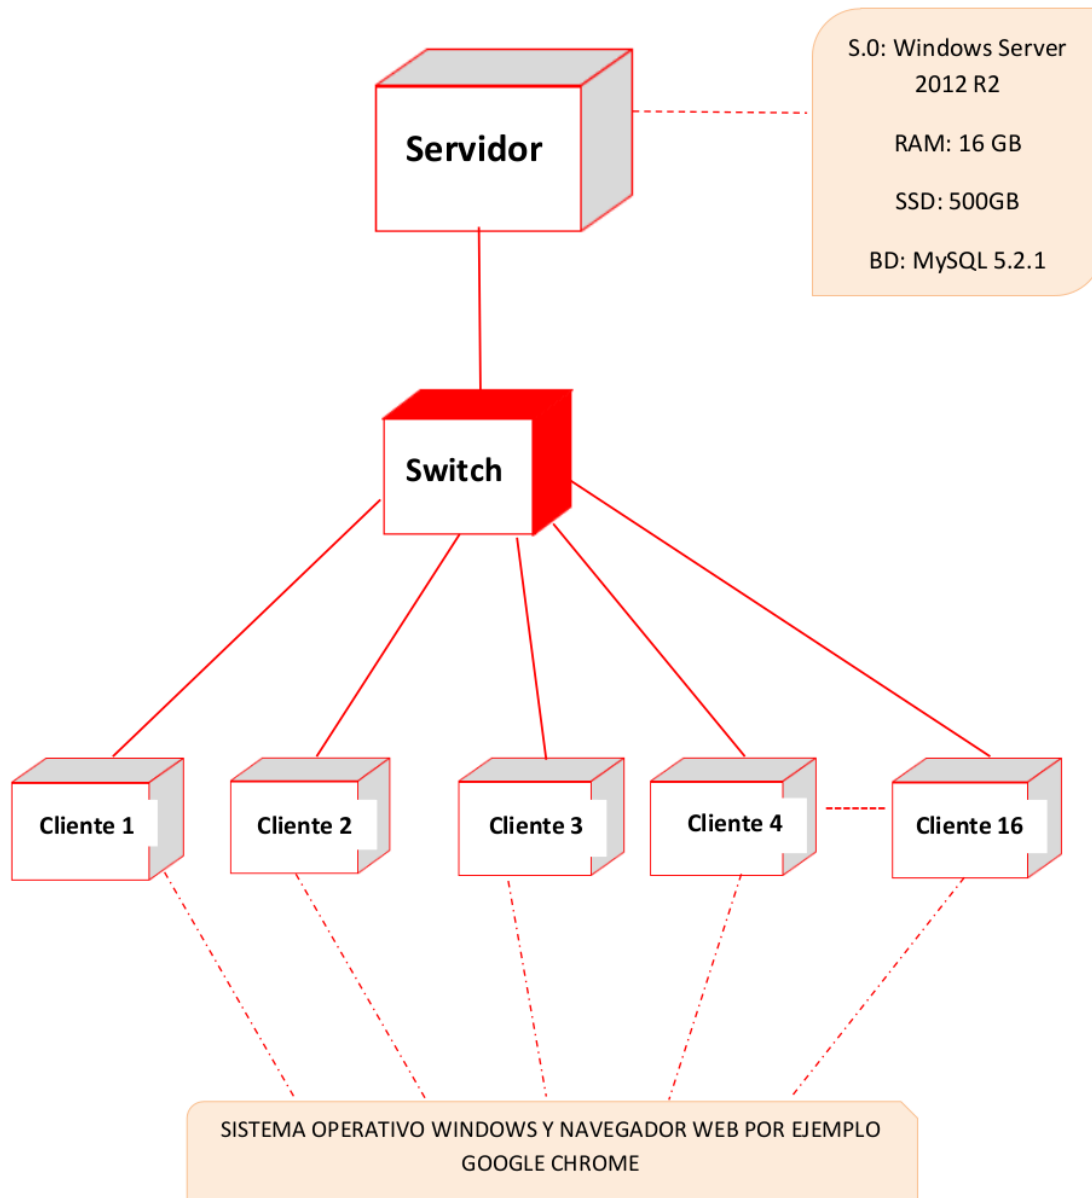 S.0: Windows Server
2012 R2
RAM: 16 GB
SSD: 500GB
BD: MySQL 5.2.1
Servidor
Switch
Cliente 1
Cliente 2
Cliente 3
Cliente 4
Cliente 16
SISTEMA OPERATIVO WINDOWS Y NAVEGADOR WEB POR EJEMPLO
GOOGLE CHROME